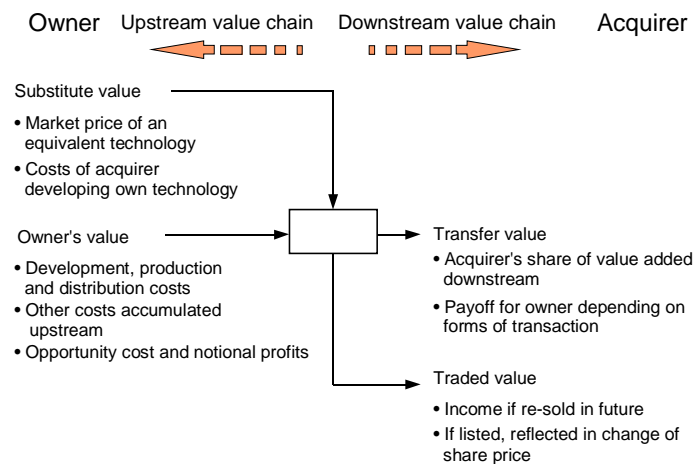 Owner Upstream value chain Downstream value chain Acquirer
Substitute value
• Market price of an
equivalent technology
• Costs of acquirer
developing own technology
Owner's value
• Development, production
and distribution costs
• Other costs accumulated
upstream
• Opportunity cost and notional profits
Transfer value
• Acquirer's share of value added
downstream
• Payoff for owner depending on
forms of transaction
Traded value
• Income if re-sold in future
• If listed, reflected in change of
share price